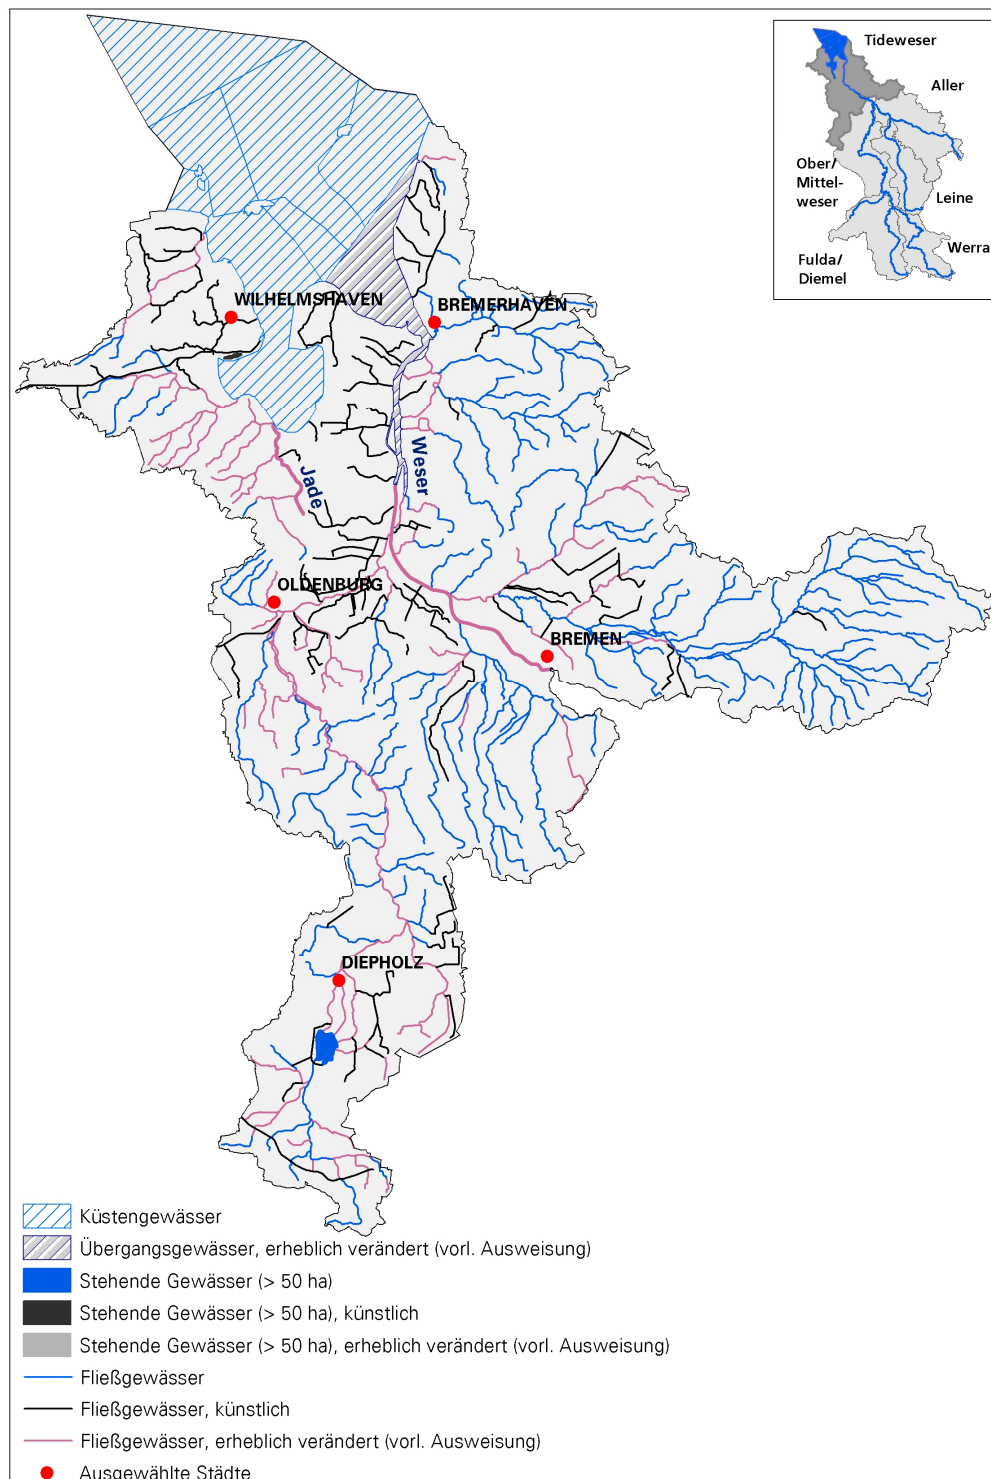 Tideweser
Aller
Ober/
Mittel-
weser
Leine
Werra
Fulda/
Diemel
WILHELMSHAVEN
BREMERHAVEN
Weser
Jade
OLDENBURG
BREMEN
DIEPHOLZ
Küstengewässer
Übergangsgewässer, erheblich verändert (vorl. Ausweisung)
Stehende Gewässer (> 50 ha)
Stehende Gewässer (> 50 ha), künstlich
Stehende Gewässer (> 50 ha), erheblich verändert (vorl. Ausweisung)
Fließgewässer
Fließgewässer, künstlich
Fließgewässer, erheblich verändert (vorl. Ausweisung)
Ausgewählte Städte